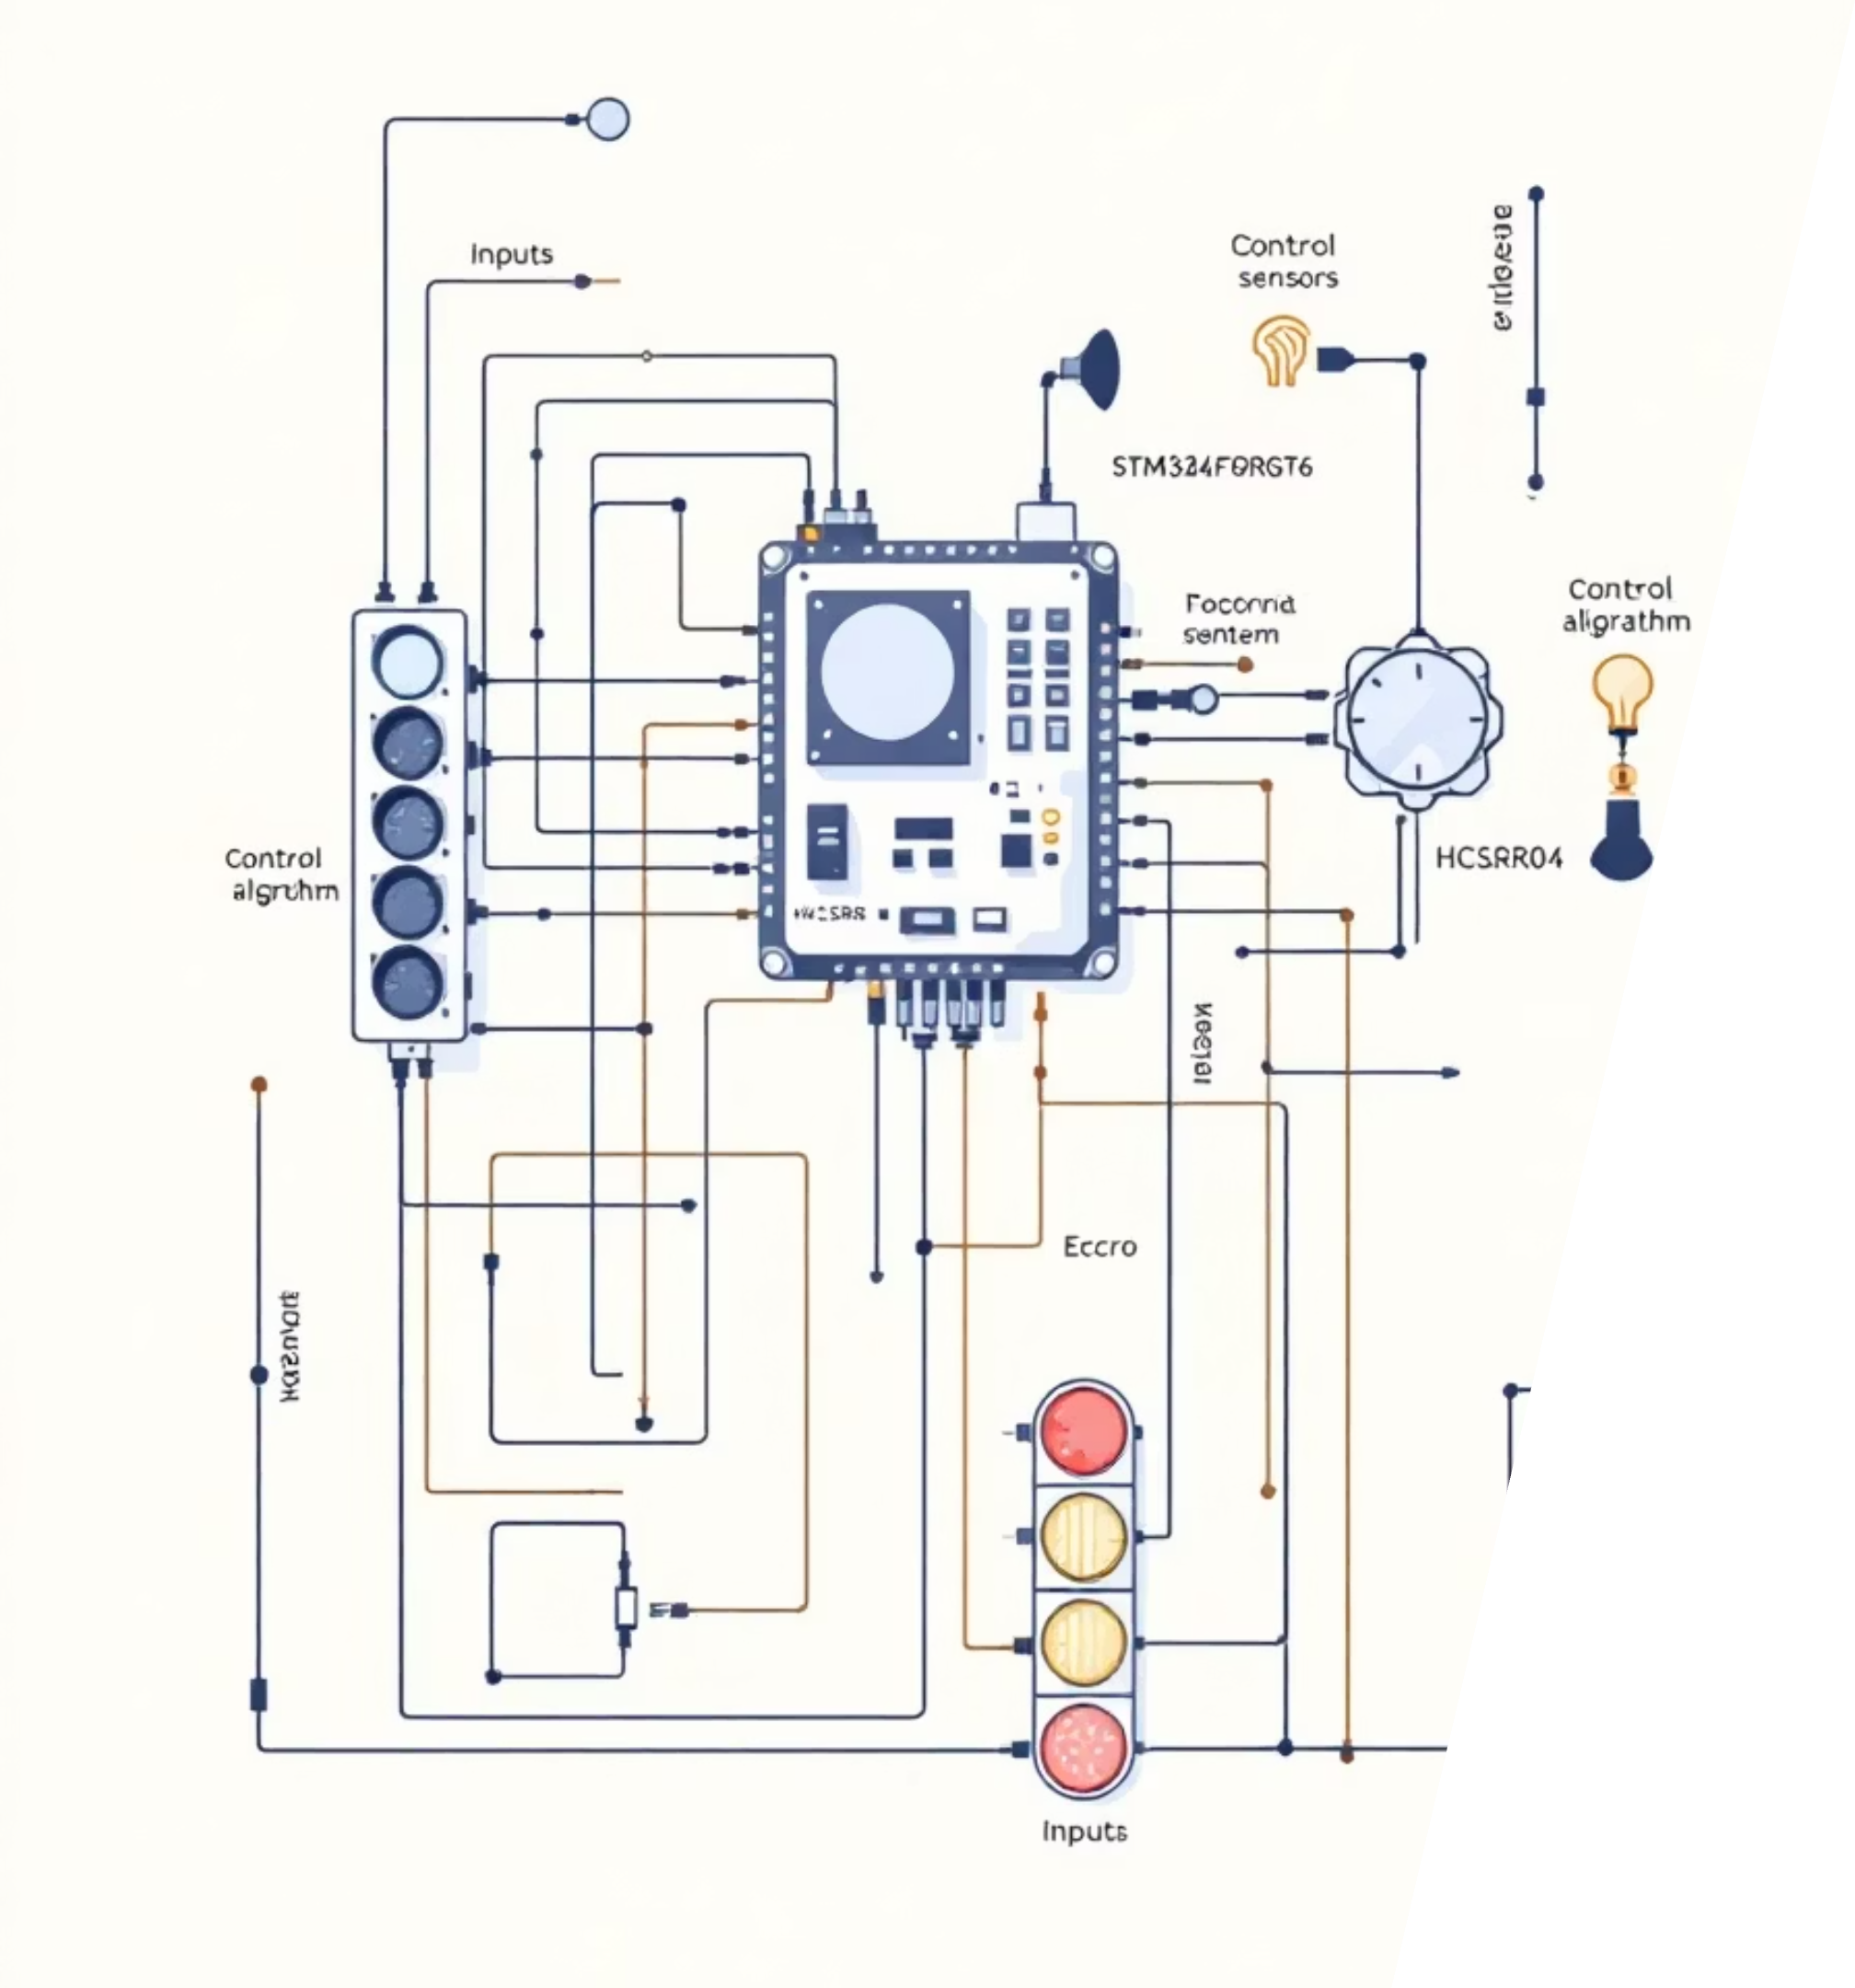 Inputs
Control
sensors
STM324F0RGT6
Foconrid
sentem
Control
aligrathm
Control
algruhm
HCSRR04
Eccro
Inputs